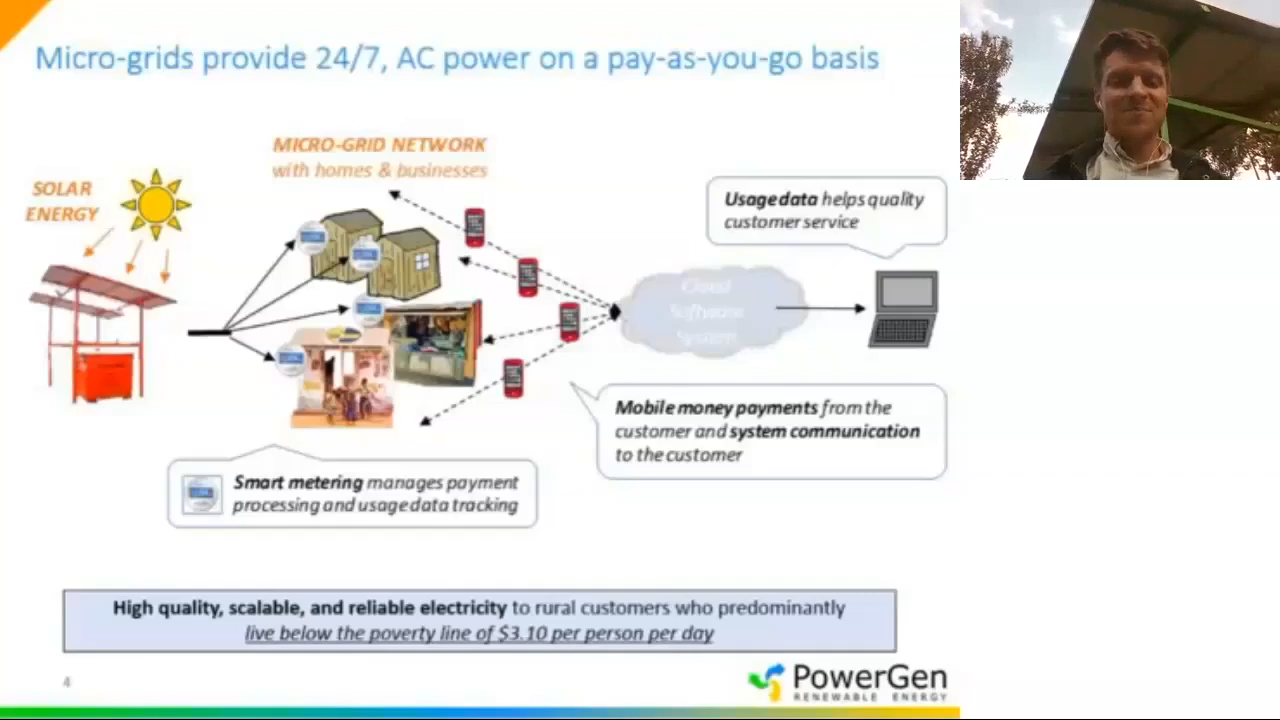 Micro-grids provide 24/7, AC power on a pay-as-you-go basis
MICRO-GRID NETWORK
with homes & businesses
SOLAR
ENERGY
Usage data helps quality
customer service
Cloud
Software
System
Mobile money payments from the
customer and system communication
to the customer
Smart metering manages payment
processing and usage data tracking
High quality, scalable, and reliable electricity to rural customers who predominantly
live below the poverty line of $3.10 per person per day
4
PowerGen
RENEWABLE ENERGY